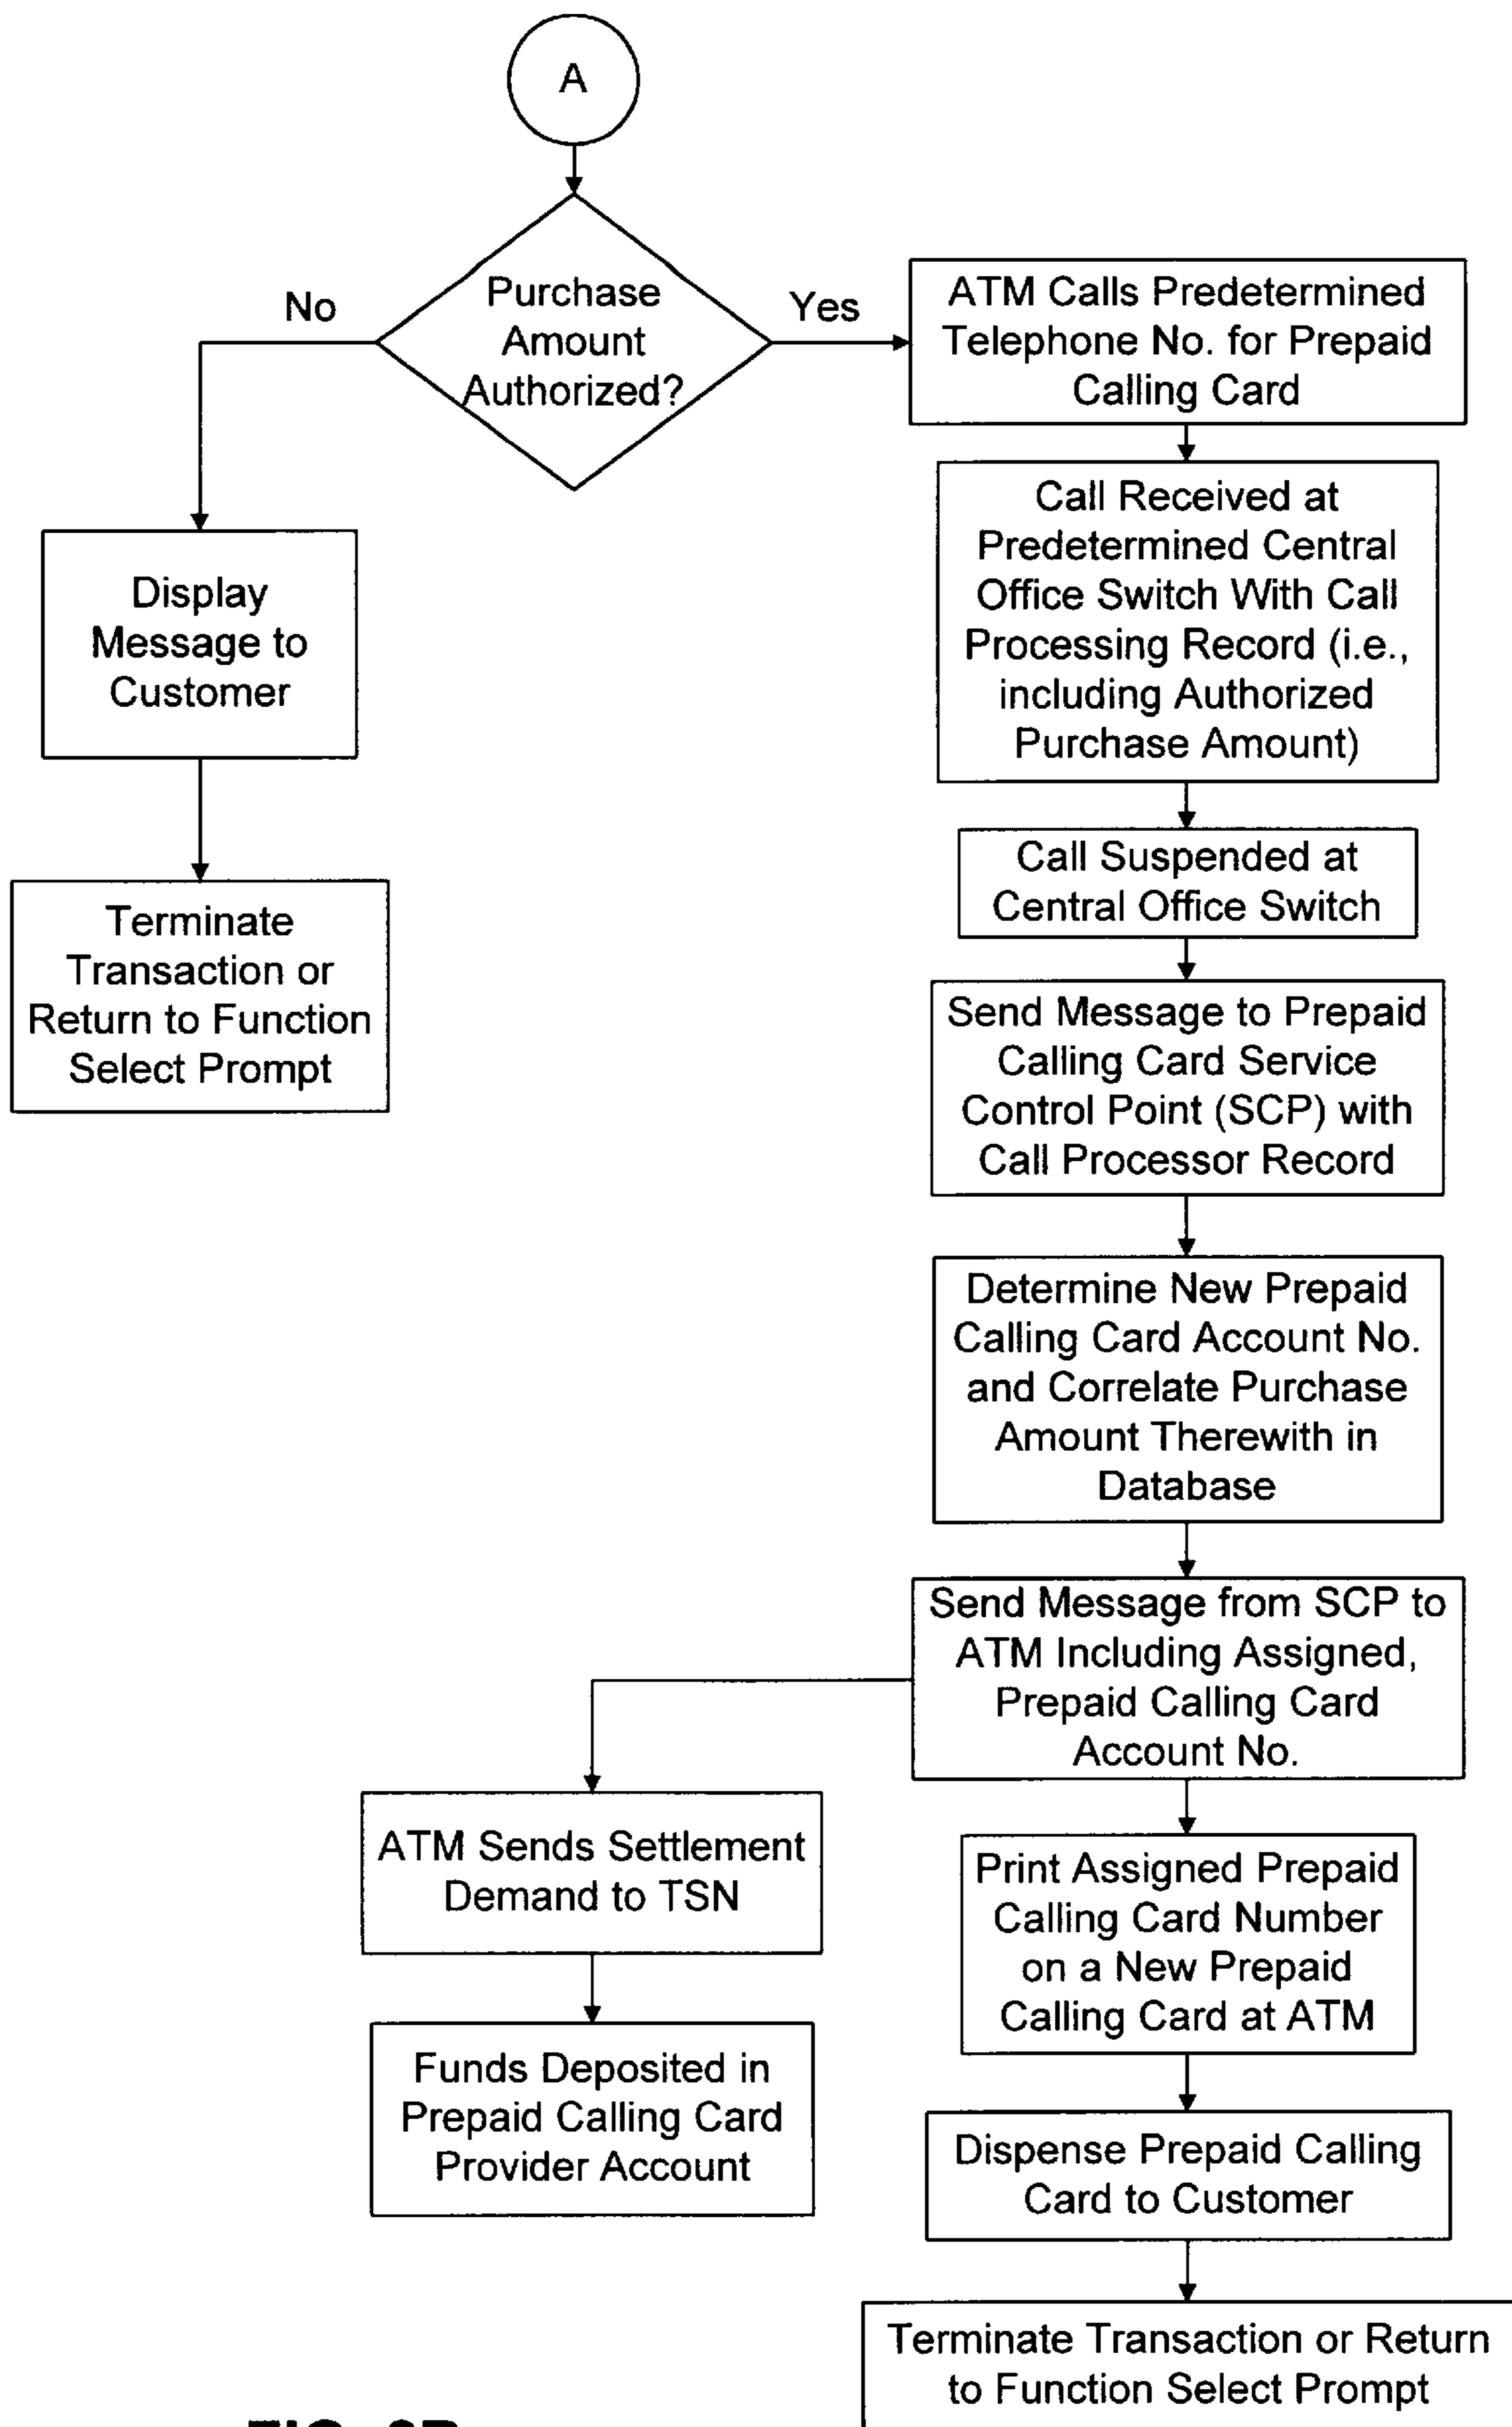 A
Purchase
Amount
Authorized?
No
Yes
ATM Calls Predetermined
Telephone No. for Prepaid
Calling Card
Call Received at
Predetermined Central
Office Switch With Call
Processing Record (i.e.,
including Authorized
Purchase Amount)
Display
Message to
Customer
Call Suspended at
Central Office Switch
Terminate
Transaction or
Return to Function
Select Prompt
Send Message to Prepaid
Calling Card Service
Control Point (SCP) with
Call Processor Record
Determine New Prepaid
Calling Card Account No.
and Correlate Purchase
Amount Therewith in
Database
Send Message from SCP to
ATM Including Assigned,
Prepaid Calling Card
Account No.
ATM Sends Settlement
Demand to TSN
Print Assigned Prepaid
Calling Card Number
on a New Prepaid
Calling Card at ATM
Funds Deposited in
Prepaid Calling Card
Provider Account
Dispense Prepaid Calling
Card to Customer
Terminate Transaction or Return
to Function Select Prompt